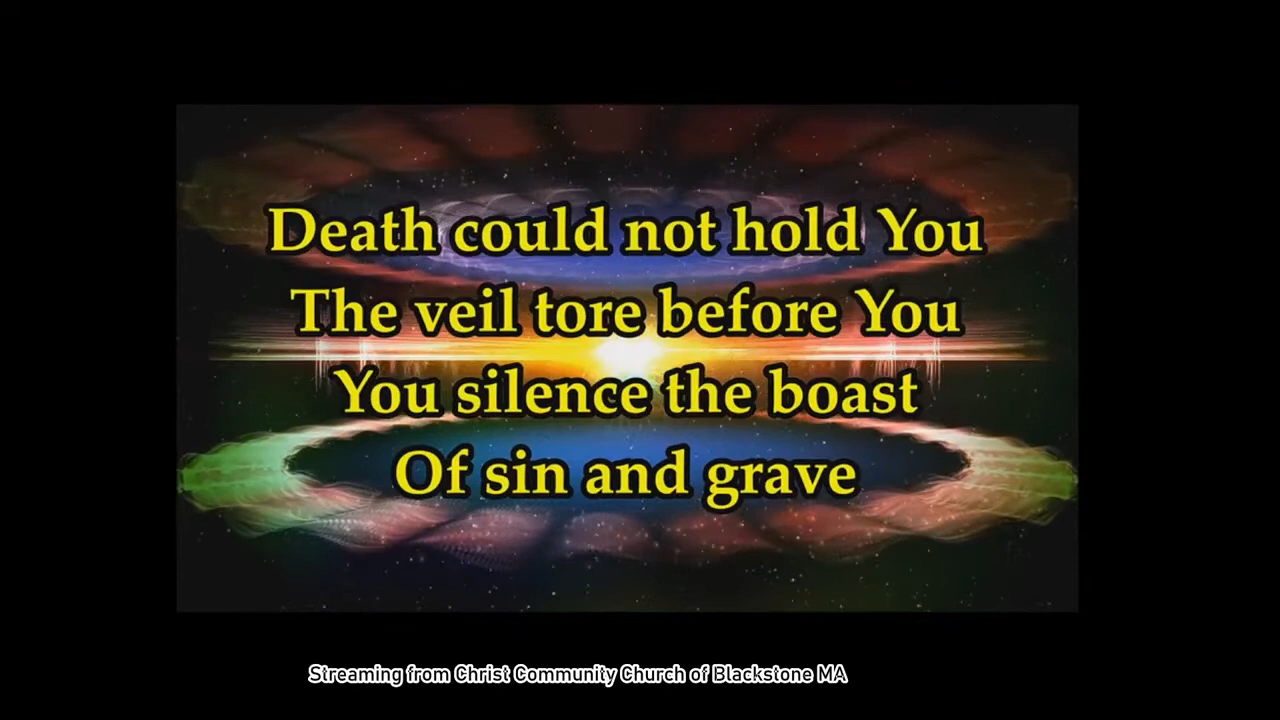 Death could not hold You
The veil tore before You
You silence the boast
Of sin and grave
Streaming from Christ Community Church of Blackstone MA